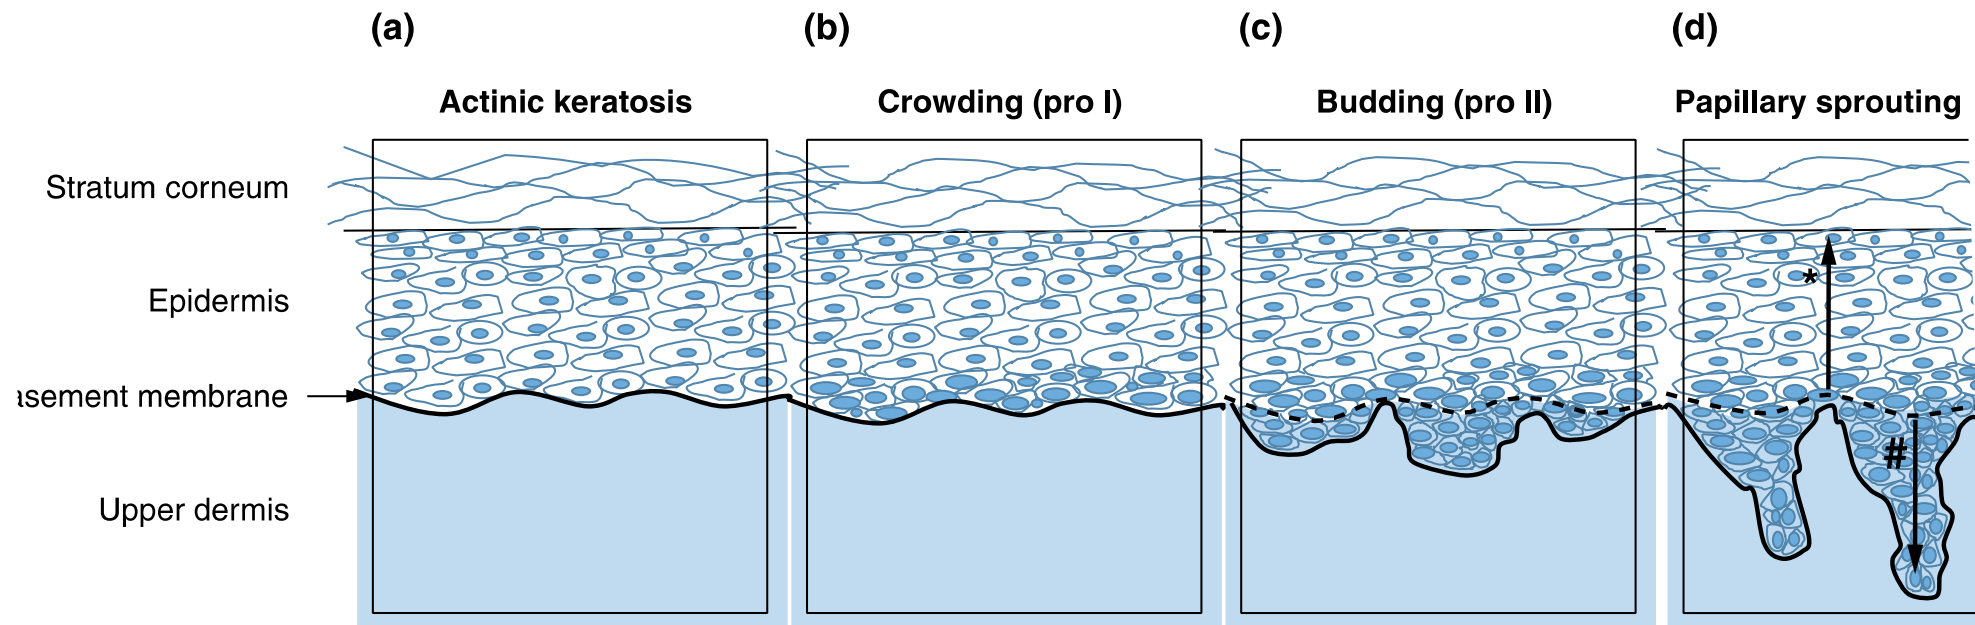 (a) (b) (c) (d)
Actinic keratosis Crowding (pro I) Budding (pro II) Papillary sprouting
Stratum corneum
Epidermis
*
asement membrane
#
Upper dermis